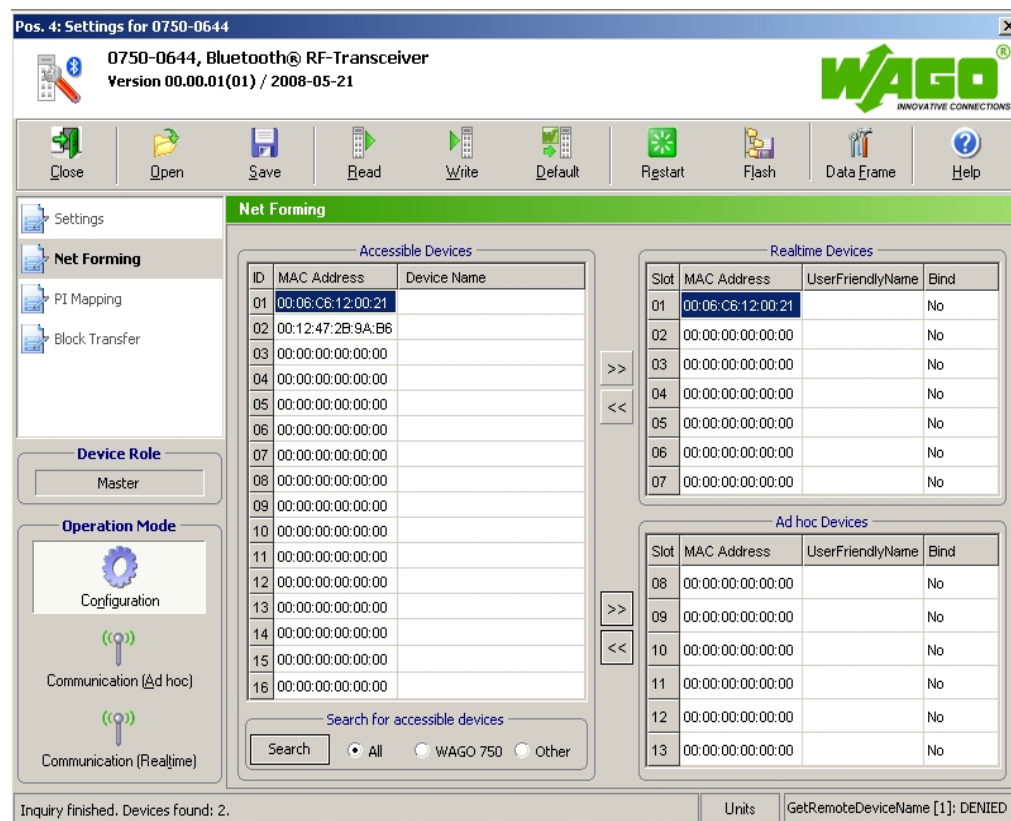 Pos. 4: Settings for 0750-0644
0750-0644, Bluetooth® RF-Transceiver
Version 00.00.01(01) / 2008-05-21
WAGO®
INNOVATIVE CONNECTIONS
Close Open Save Read Write Default Restart Flash Data Frame Help
Settings
Net Forming
PI Mapping
Block Transfer
Device Role
Master
Operation Mode
Configuration
Communication (Ad hoc)
Communication (Realtime)
Net Forming
Accessible Devices
ID MAC Address Device Name
01 00:06:C6:12:00:21
02 00:12:47:2B:9A:B6
03 00:00:00:00:00:00
04 00:00:00:00:00:00
05 00:00:00:00:00:00
06 00:00:00:00:00:00
07 00:00:00:00:00:00
08 00:00:00:00:00:00
09 00:00:00:00:00:00
10 00:00:00:00:00:00
11 00:00:00:00:00:00
12 00:00:00:00:00:00
13 00:00:00:00:00:00
14 00:00:00:00:00:00
15 00:00:00:00:00:00
16 00:00:00:00:00:00
Search for accessible devices
Search All WAGO 750 Other
>>
<<
>>
<<
Realtime Devices
Slot MAC Address UserFriendlyName Bind
01 00:06:C6:12:00:21 No
02 00:00:00:00:00:00 No
03 00:00:00:00:00:00 No
04 00:00:00:00:00:00 No
05 00:00:00:00:00:00 No
06 00:00:00:00:00:00 No
07 00:00:00:00:00:00 No
Ad hoc Devices
Slot MAC Address UserFriendlyName Bind
08 00:00:00:00:00:00 No
09 00:00:00:00:00:00 No
10 00:00:00:00:00:00 No
11 00:00:00:00:00:00 No
12 00:00:00:00:00:00 No
13 00:00:00:00:00:00 No
Inquiry finished. Devices found: 2. Units GetRemoteDeviceName [1]: DENIED